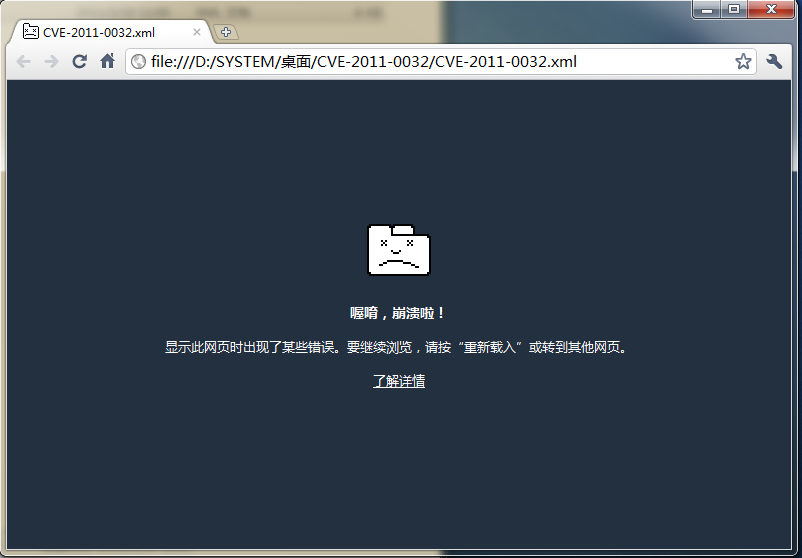 CVE-2011-0032.xml
file:///D:/SYSTEM/桌面/CVE-2011-0032/CVE-2011-0032.xml
喔唷，崩溃啦！
显示此网页时出现了某些错误。要继续浏览，请按“重新载入”或转到其他网页。
了解详情